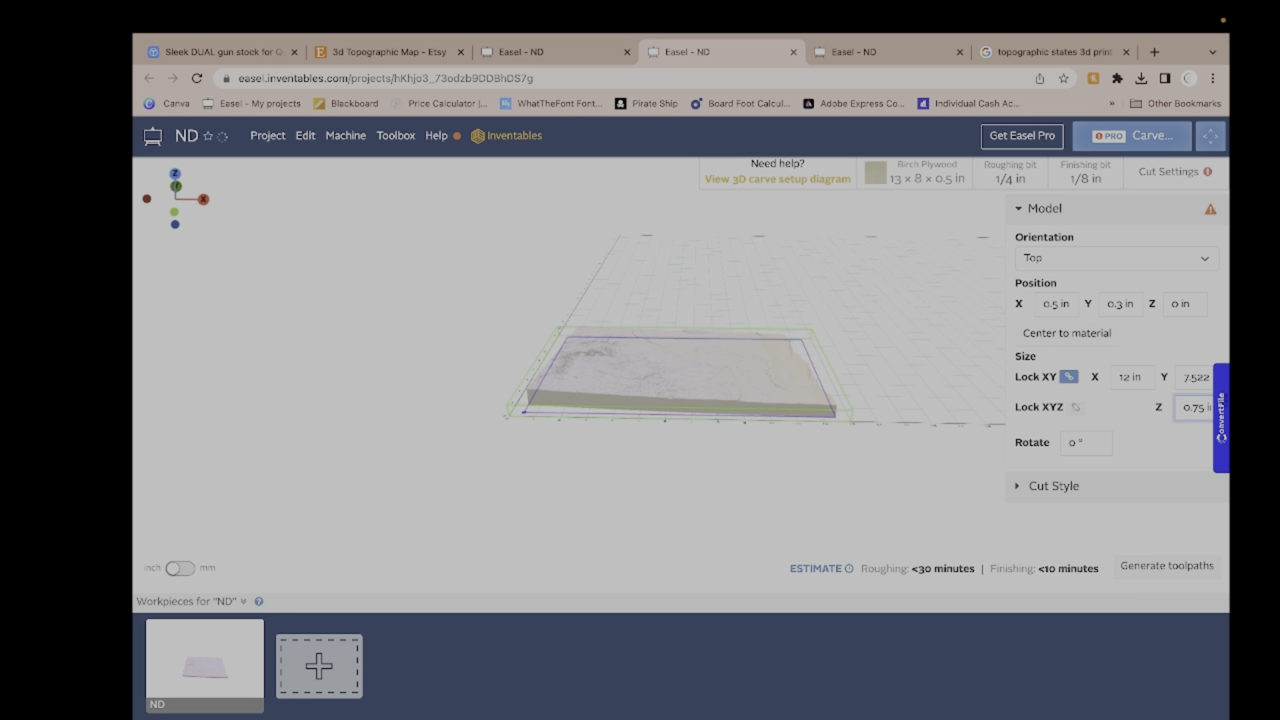 Sleek DUAL gun stock for
3d Topographic Map - Etsy
Easel - ND
Easel - ND
Easel - ND
topographic states 3d print
easel.inventables.com/projects/hKhjo3_73odzb9DDBhDS7g
Canva
Easel - My projects
Blackboard
Price Calculator |...
WhatTheFont Font...
Pirate Ship
Board Foot Calcul...
Adobe Express Co...
Individual Cash Ac...
»
Other Bookmarks
ND
Project
Edit
Machine
Toolbox
Help
Inventables
Get Easel Pro
PRO Carve...
Need help?
View 3D carve setup diagram
Birch Plywood
13 × 8 × 0.5 in
Roughing bit
1/4 in
Finishing bit
1/8 in
Cut Settings
Z
X
Model
Orientation
Top
Position
X 0.5 in Y 0.3 in Z 0 in
Center to material
Size
Lock XY X 12 in Y 7.522
Lock XYZ Z 0.75 i
ConvertFile
Rotate 0 °
Cut Style
inch mm
ESTIMATE Roughing: <30 minutes | Finishing: <10 minutes
Generate toolpaths
Workpieces for "ND"
ND